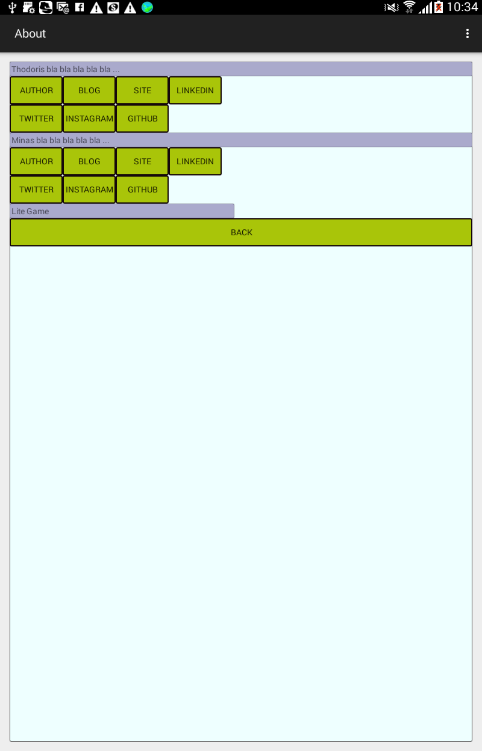 10:34
About
Thodoris bla bla bla bla bla ...
AUTHOR BLOG SITE LINKEDIN
TWITTER INSTAGRAM GITHUB
Minas bla bla bla bla bla ...
AUTHOR BLOG SITE LINKEDIN
TWITTER INSTAGRAM GITHUB
Lite Game
BACK